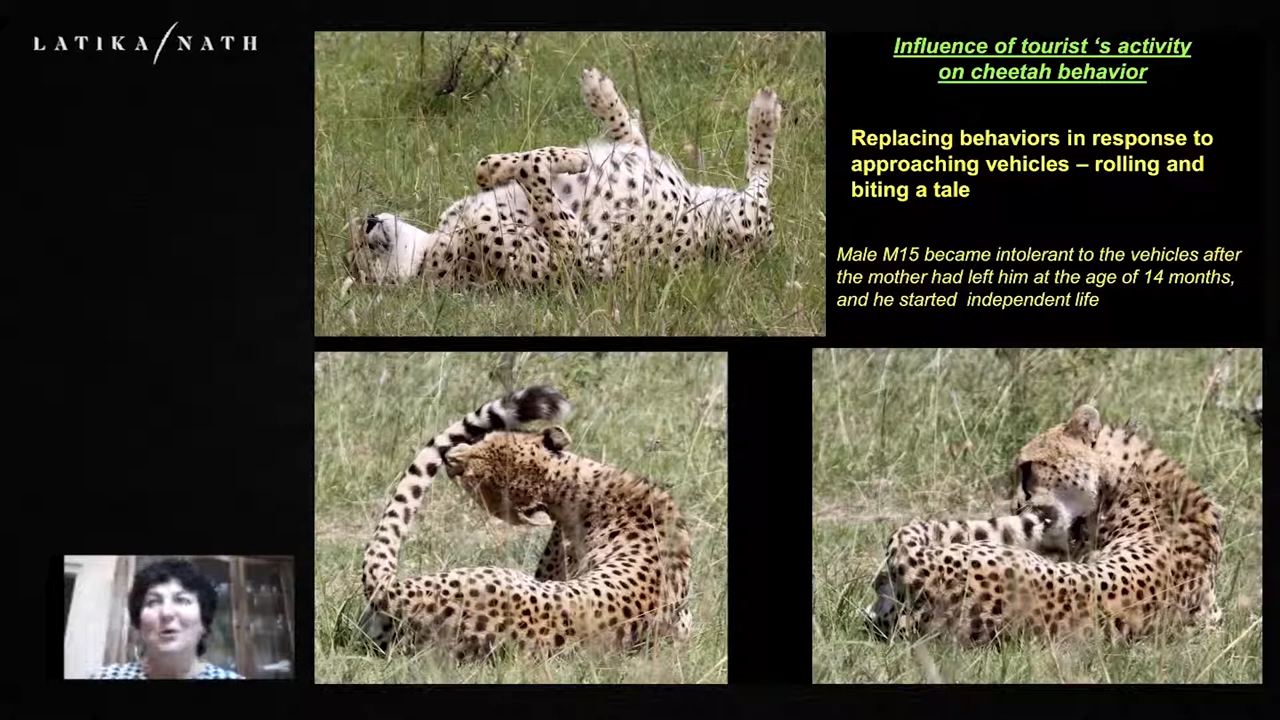 LATIKA/NATH
Influence of tourist ‘s activity
on cheetah behavior
Replacing behaviors in response to
approaching vehicles – rolling and
biting a tale
Male M15 became intolerant to the vehicles after
the mother had left him at the age of 14 months,
and he started  independent life